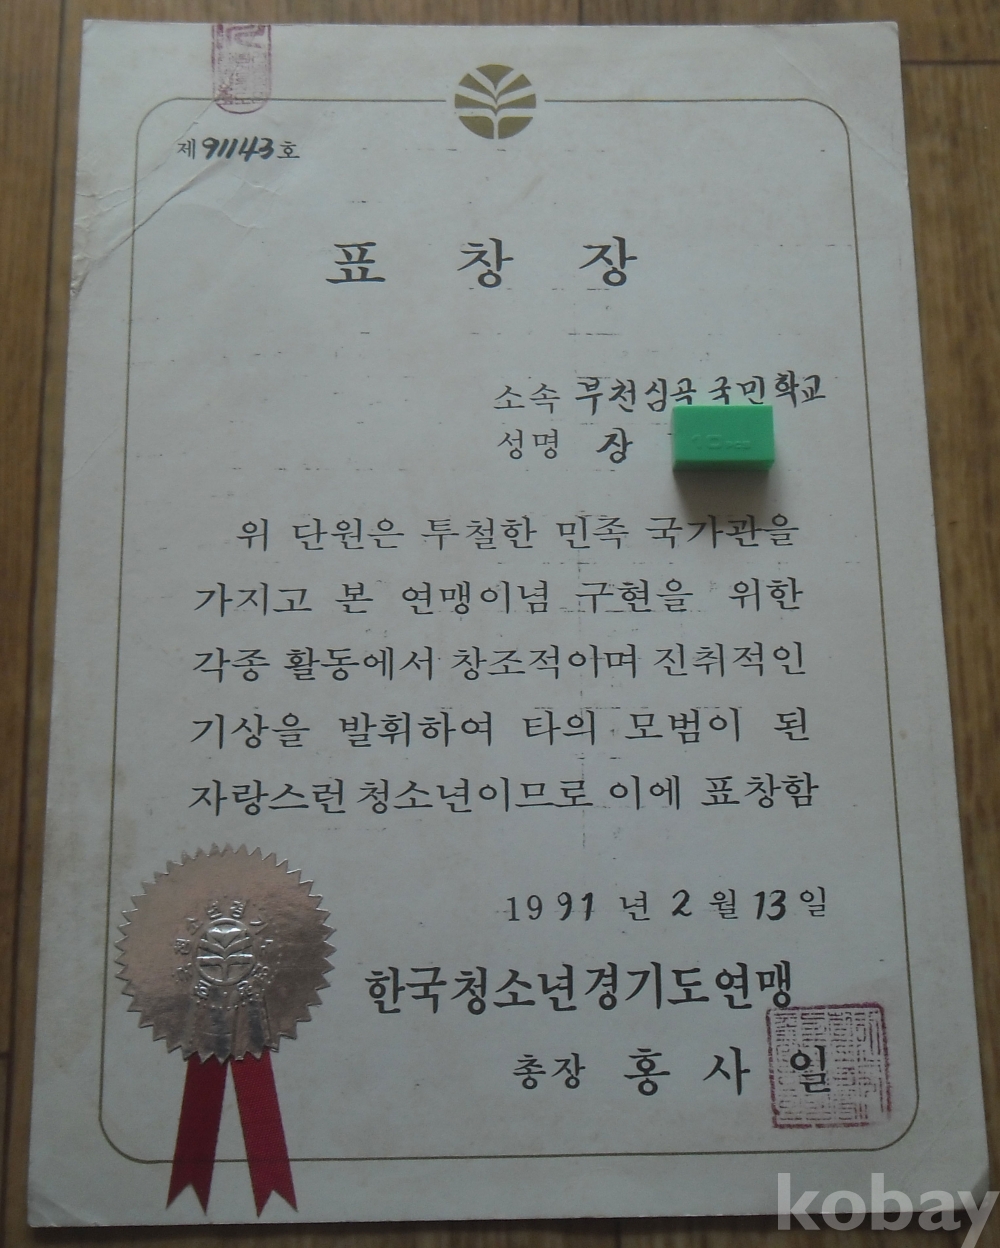 제 91143 호
표 창 장
소속 부천심곡국민학교
성명 장
위 단원은 투철한 민족 국가관을
가지고 본 연맹이념 구현을 위한
각종 활동에서 창조적이며 진취적인
기상을 발휘하여 타의 모범이 된
자랑스런 청소년이므로 이에 표창함
1991 년 2 월 13 일
한국청소년경기도연맹
총장 홍 사 일
kobay